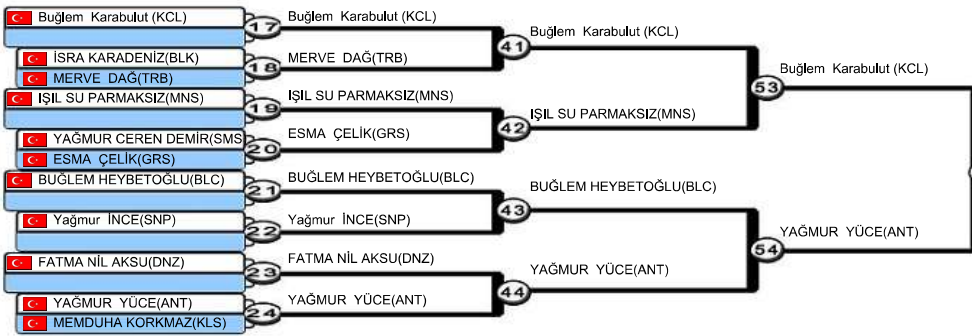 Buğlem Karabulut (KCL)
17
İSRA KARADENİZ(BLK)
18
MERVE DAĞ(TRB)
IŞIL SU PARMAKSIZ(MNS)
19
YAĞMUR CEREN DEMİR(SMS
20
ESMA ÇELİK(GRS)
BUĞLEM HEYBETOĞLU(BLC)
21
Yağmur İNCE(SNP)
22
FATMA NİL AKSU(DNZ)
23
YAĞMUR YÜCE(ANT)
24
MEMDUHA KORKMAZ(KLS)
Buğlem Karabulut (KCL)
41
MERVE DAĞ(TRB)
IŞIL SU PARMAKSIZ(MNS)
42
ESMA ÇELİK(GRS)
BUĞLEM HEYBETOĞLU(BLC)
43
Yağmur İNCE(SNP)
FATMA NİL AKSU(DNZ)
44
YAĞMUR YÜCE(ANT)
Buğlem Karabulut (KCL)
53
IŞIL SU PARMAKSIZ(MNS)
BUĞLEM HEYBETOĞLU(BLC)
54
YAĞMUR YÜCE(ANT)
Buğlem Karabulut (KCL)
YAĞMUR YÜCE(ANT)